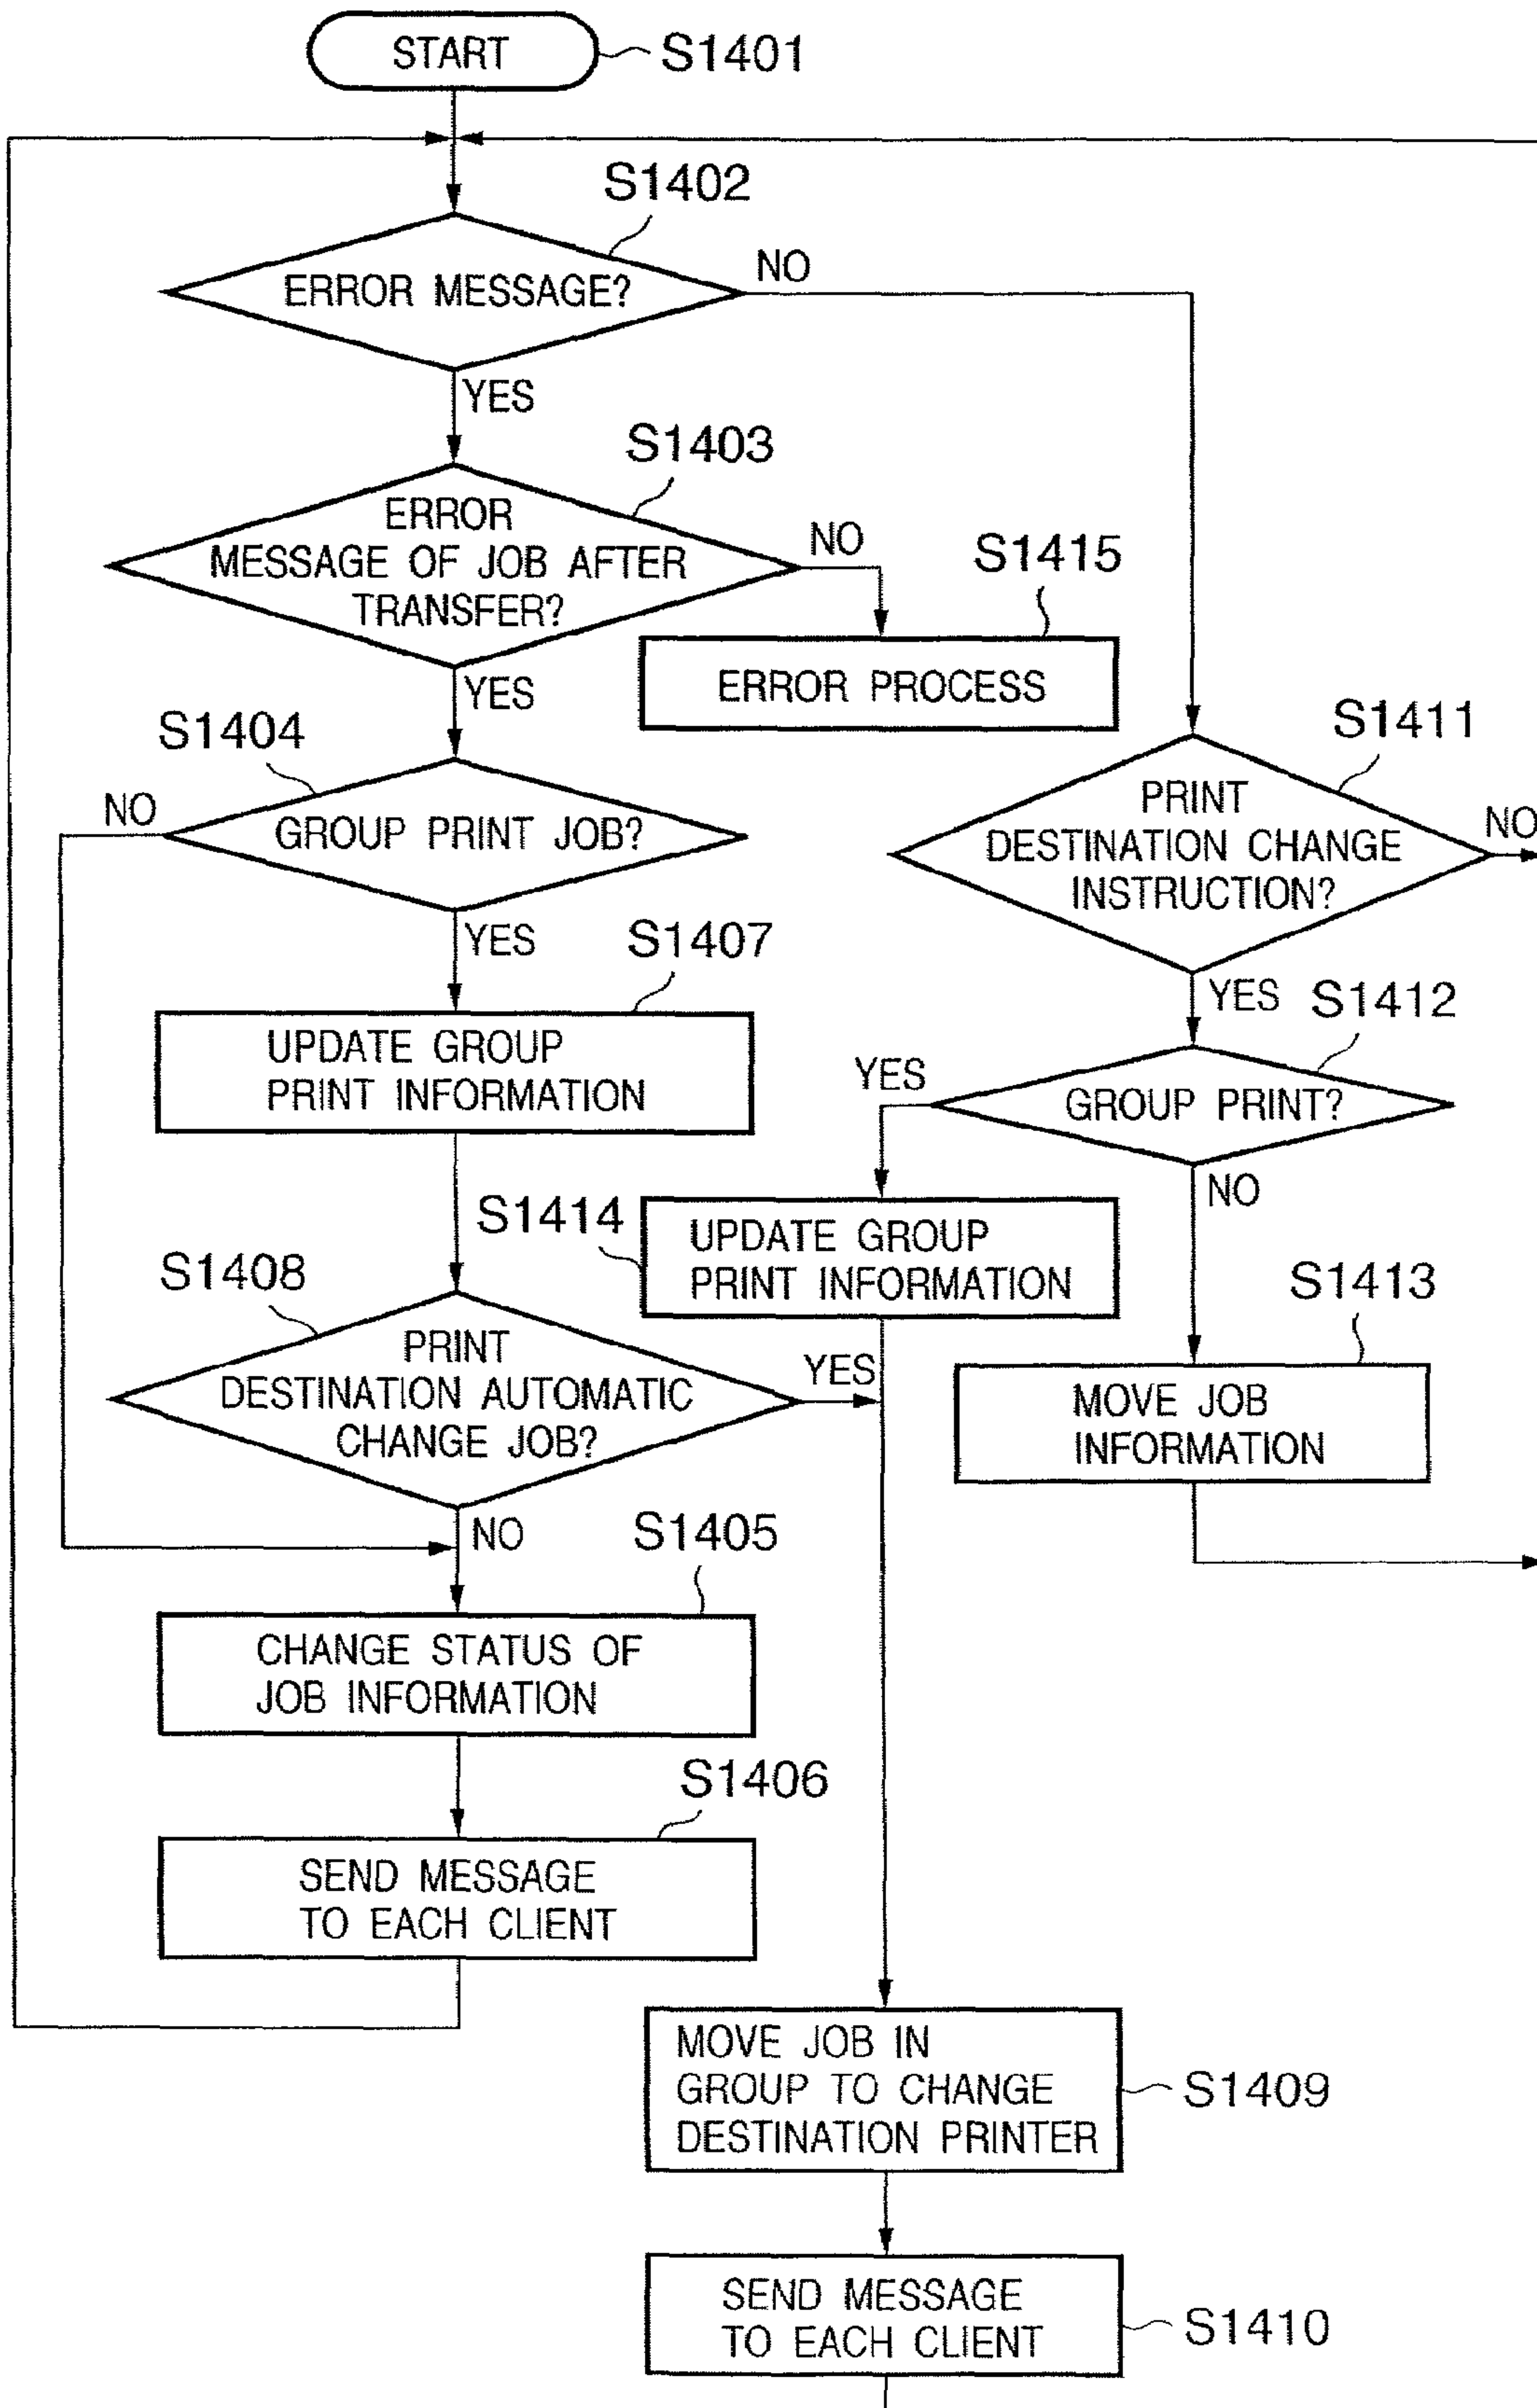 START
S1401
S1402
ERROR MESSAGE?
NO
YES
S1403
ERROR
MESSAGE OF JOB AFTER
TRANSFER?
NO
S1415
YES
ERROR PROCESS
S1404
S1411
NO
GROUP PRINT JOB?
PRINT
DESTINATION CHANGE
INSTRUCTION?
NO
YES
S1407
YES
S1412
UPDATE GROUP
PRINT INFORMATION
YES
GROUP PRINT?
NO
S1414
UPDATE GROUP
PRINT INFORMATION
S1408
S1413
PRINT
DESTINATION AUTOMATIC
CHANGE JOB?
YES
MOVE JOB
INFORMATION
NO
S1405
CHANGE STATUS OF
JOB INFORMATION
S1406
SEND MESSAGE
TO EACH CLIENT
MOVE JOB IN
GROUP TO CHANGE
DESTINATION PRINTER
S1409
SEND MESSAGE
TO EACH CLIENT
S1410